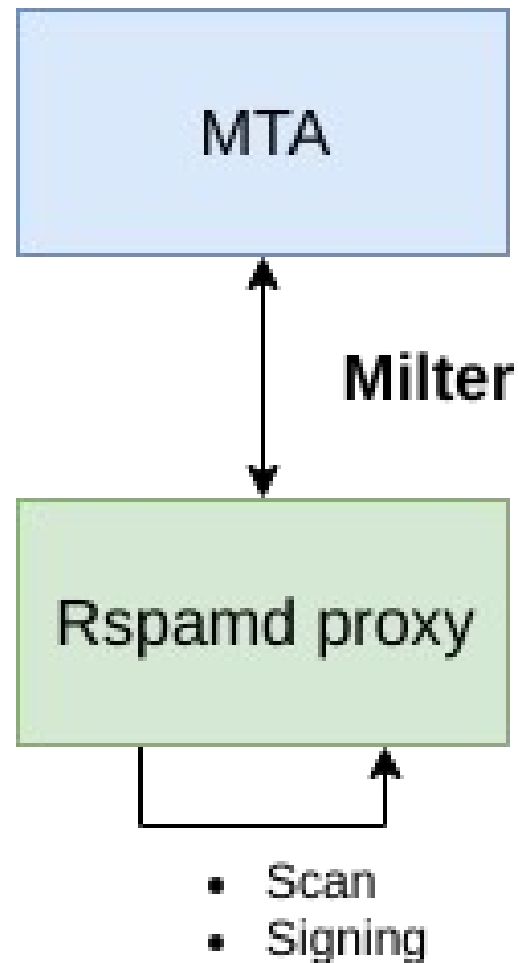 MTA
Milter
Rspamd proxy
• Scan
• Signing